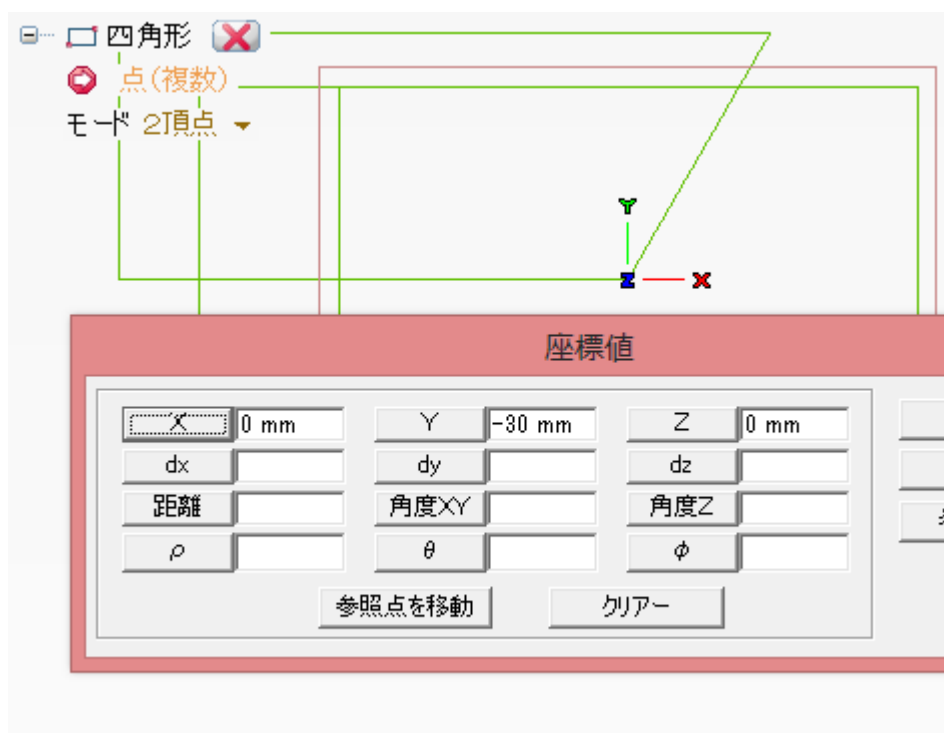 四角形
点(複数)
モード 2頂点
Y
Z X
座標値
X 0 mm Y -30 mm Z 0 mm
dx dy dz
距離 角度XY 角度Z
ρ θ φ
参照点を移動 クリアー